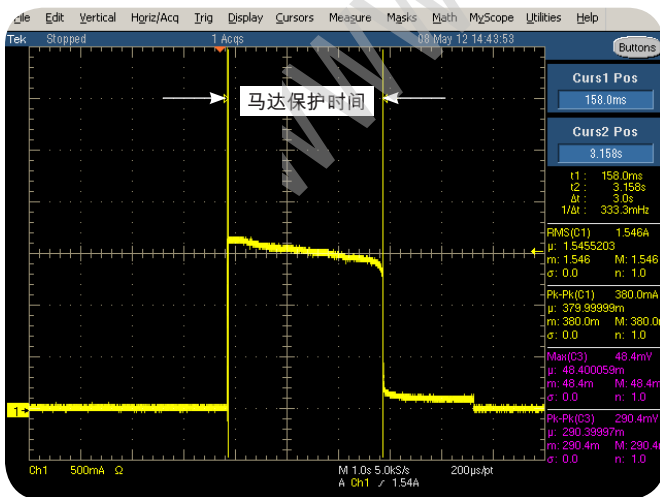 File Edit Vertical Horiz/Acq Trig Display Cursors Measure Masks Math MyScope Utilities Help
Tek Stopped 1 Acqs 08 May 12 14:43:53
Buttons
Curs1 Pos
158.0ms
Curs2 Pos
3.158s
t1: 158.0ms
t2: 3.158s
Δt: 3.0s
1/Δt: 333.3mHz
RMS(C1) 1.546A
μ: 1.5455203
m: 1.546 M: 1.546
σ: 0.0 n: 1.0
Pk-Pk(C1) 380.0mA
μ: 379.99999m
m: 380.0m M: 380.0m
σ: 0.0 n: 1.0
Max(C3) 48.4mV
μ: 48.400059m
m: 48.4m M: 48.4m
σ: 0.0 n: 1.0
Pk-Pk(C3) 290.4mV
μ: 290.39997m
m: 290.4m M: 290.4m
σ: 0.0 n: 1.0
马达保护时间
1
Ch1 500mA Ω M 1.0s 5.0kS/s 200μs/pt
A Ch1 1.54A
WWW